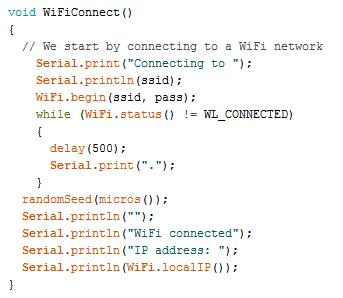 void WiFiConnect()
{
  // We start by connecting to a WiFi network
    Serial.print("Connecting to ");
    Serial.println(ssid);
    WiFi.begin(ssid, pass);
    while (WiFi.status() != WL_CONNECTED)
    {
      delay(500);
      Serial.print(".");
    }
  randomSeed(micros());
  Serial.println("");
  Serial.println("WiFi connected");
  Serial.println("IP address: ");
  Serial.println(WiFi.localIP());
}